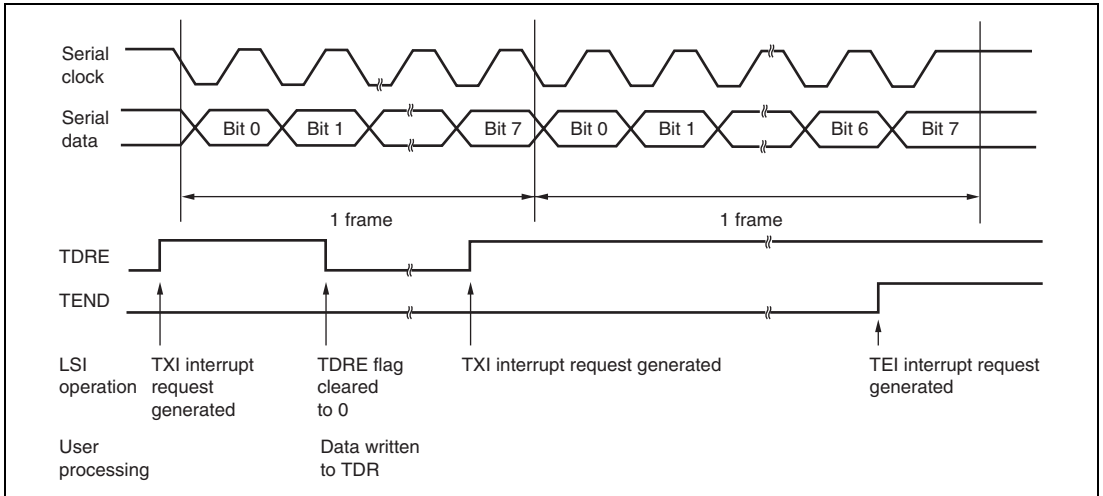 Serial
clock
Serial
data
Bit 0
Bit 1
Bit 7
Bit 0
Bit 1
Bit 6
Bit 7
1 frame
1 frame
TDRE
TEND
LSI
operation
TXI interrupt
request
generated
TDRE flag
cleared
to 0
TXI interrupt request generated
TEI interrupt request
generated
User
processing
Data written
to TDR